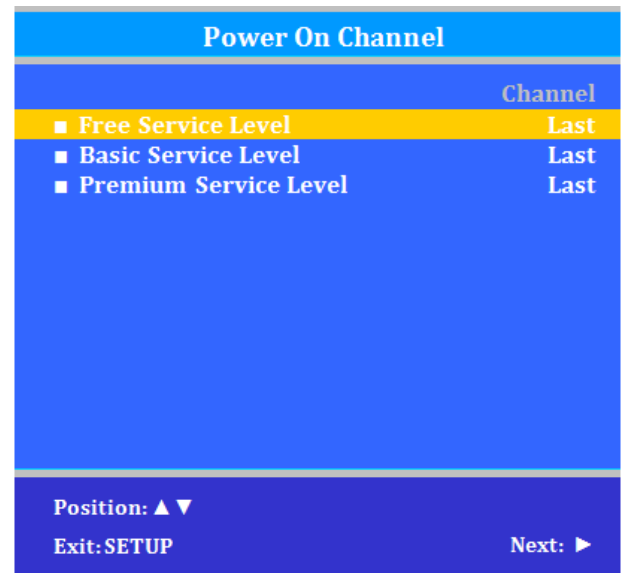 Power On Channel
Channel
■ Free Service Level Last
■ Basic Service Level Last
■ Premium Service Level Last
Position: ▲ ▼
Exit: SETUP Next: ►